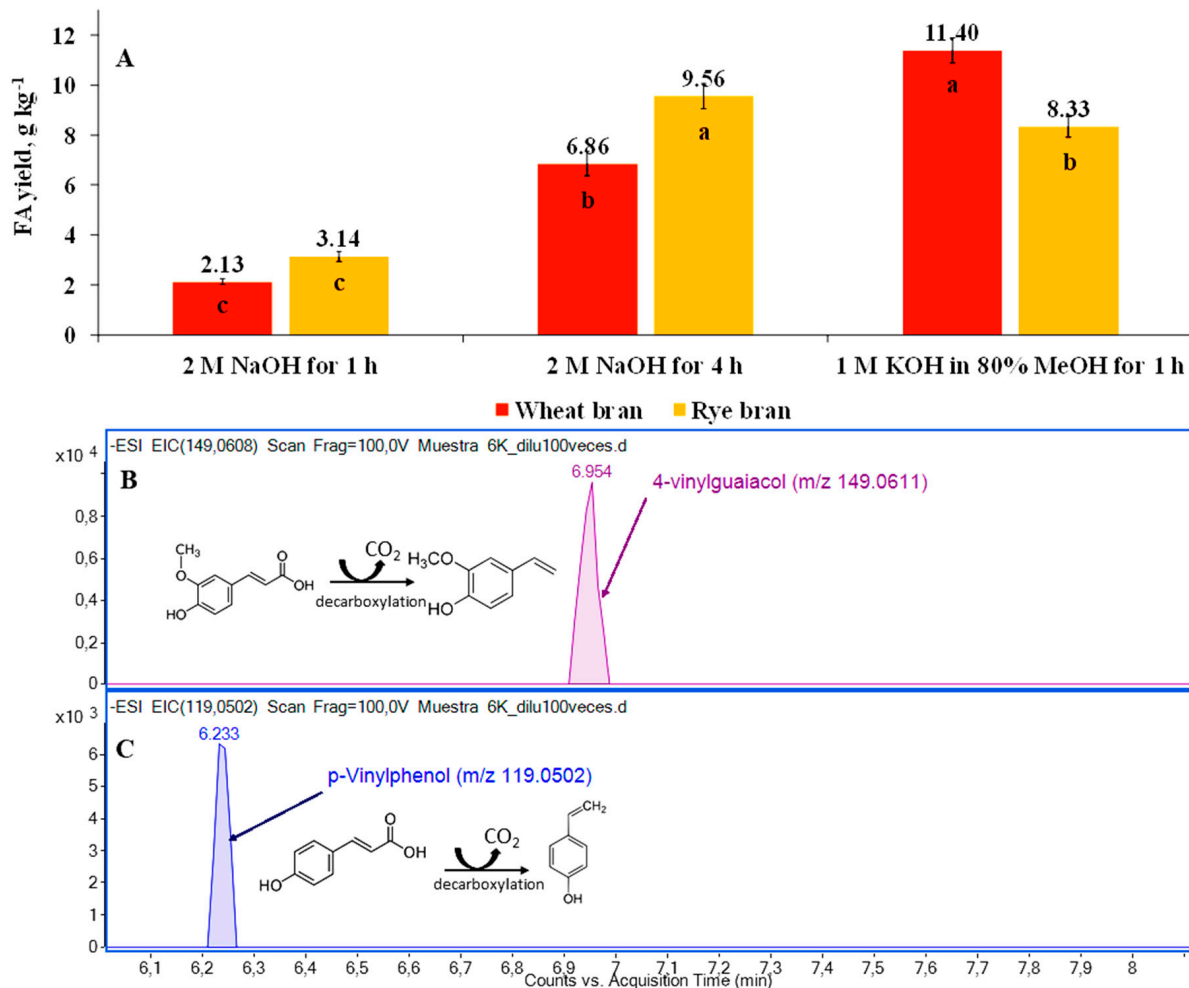 A
FA yield, g kg⁻¹
12
10
8
6
4
2
0
2.13
c
3.14
c
6.86
b
9.56
a
11.40
a
8.33
b
2 M NaOH for 1 h
2 M NaOH for 4 h
1 M KOH in 80% MeOH for 1 h
Wheat bran
Rye bran
-ESI EIC(149,0608) Scan Frag=100,0V Muestra 6K_dilu100veces.d
x10 4
B
6.954
4-vinylguaiacol (m/z 149.0611)
1
0,8
0,6
0,4
0,2
0
CH₃
O
O
OH
HO
CO₂
decarboxylation
H₃CO
HO
-ESI EIC(119,0502) Scan Frag=100,0V Muestra 6K_dilu100veces.d
x10 3
C
6.233
p-Vinylphenol (m/z 119.0502)
6
5
4
3
2
1
0
O
OH
HO
CO₂
decarboxylation
CH₂
OH
6,1 6,2 6,3 6,4 6,5 6,6 6,7 6,8 6,9 7 7,1 7,2 7,3 7,4 7,5 7,6 7,7 7,8 7,9 8
Counts vs. Acquisition Time (min)